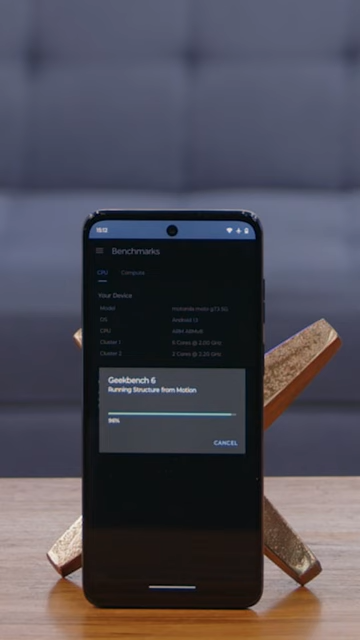 15:12
Benchmarks
CPU Compute
Your Device
Model motorola moto g73 5G
OS Android 13
CPU ARM ARMv8
Cluster 1 6 Cores @ 2.00 GHz
Cluster 2 2 Cores @ 2.20 GHz
Geekbench 6
Running Structure from Motion
96%
CANCEL